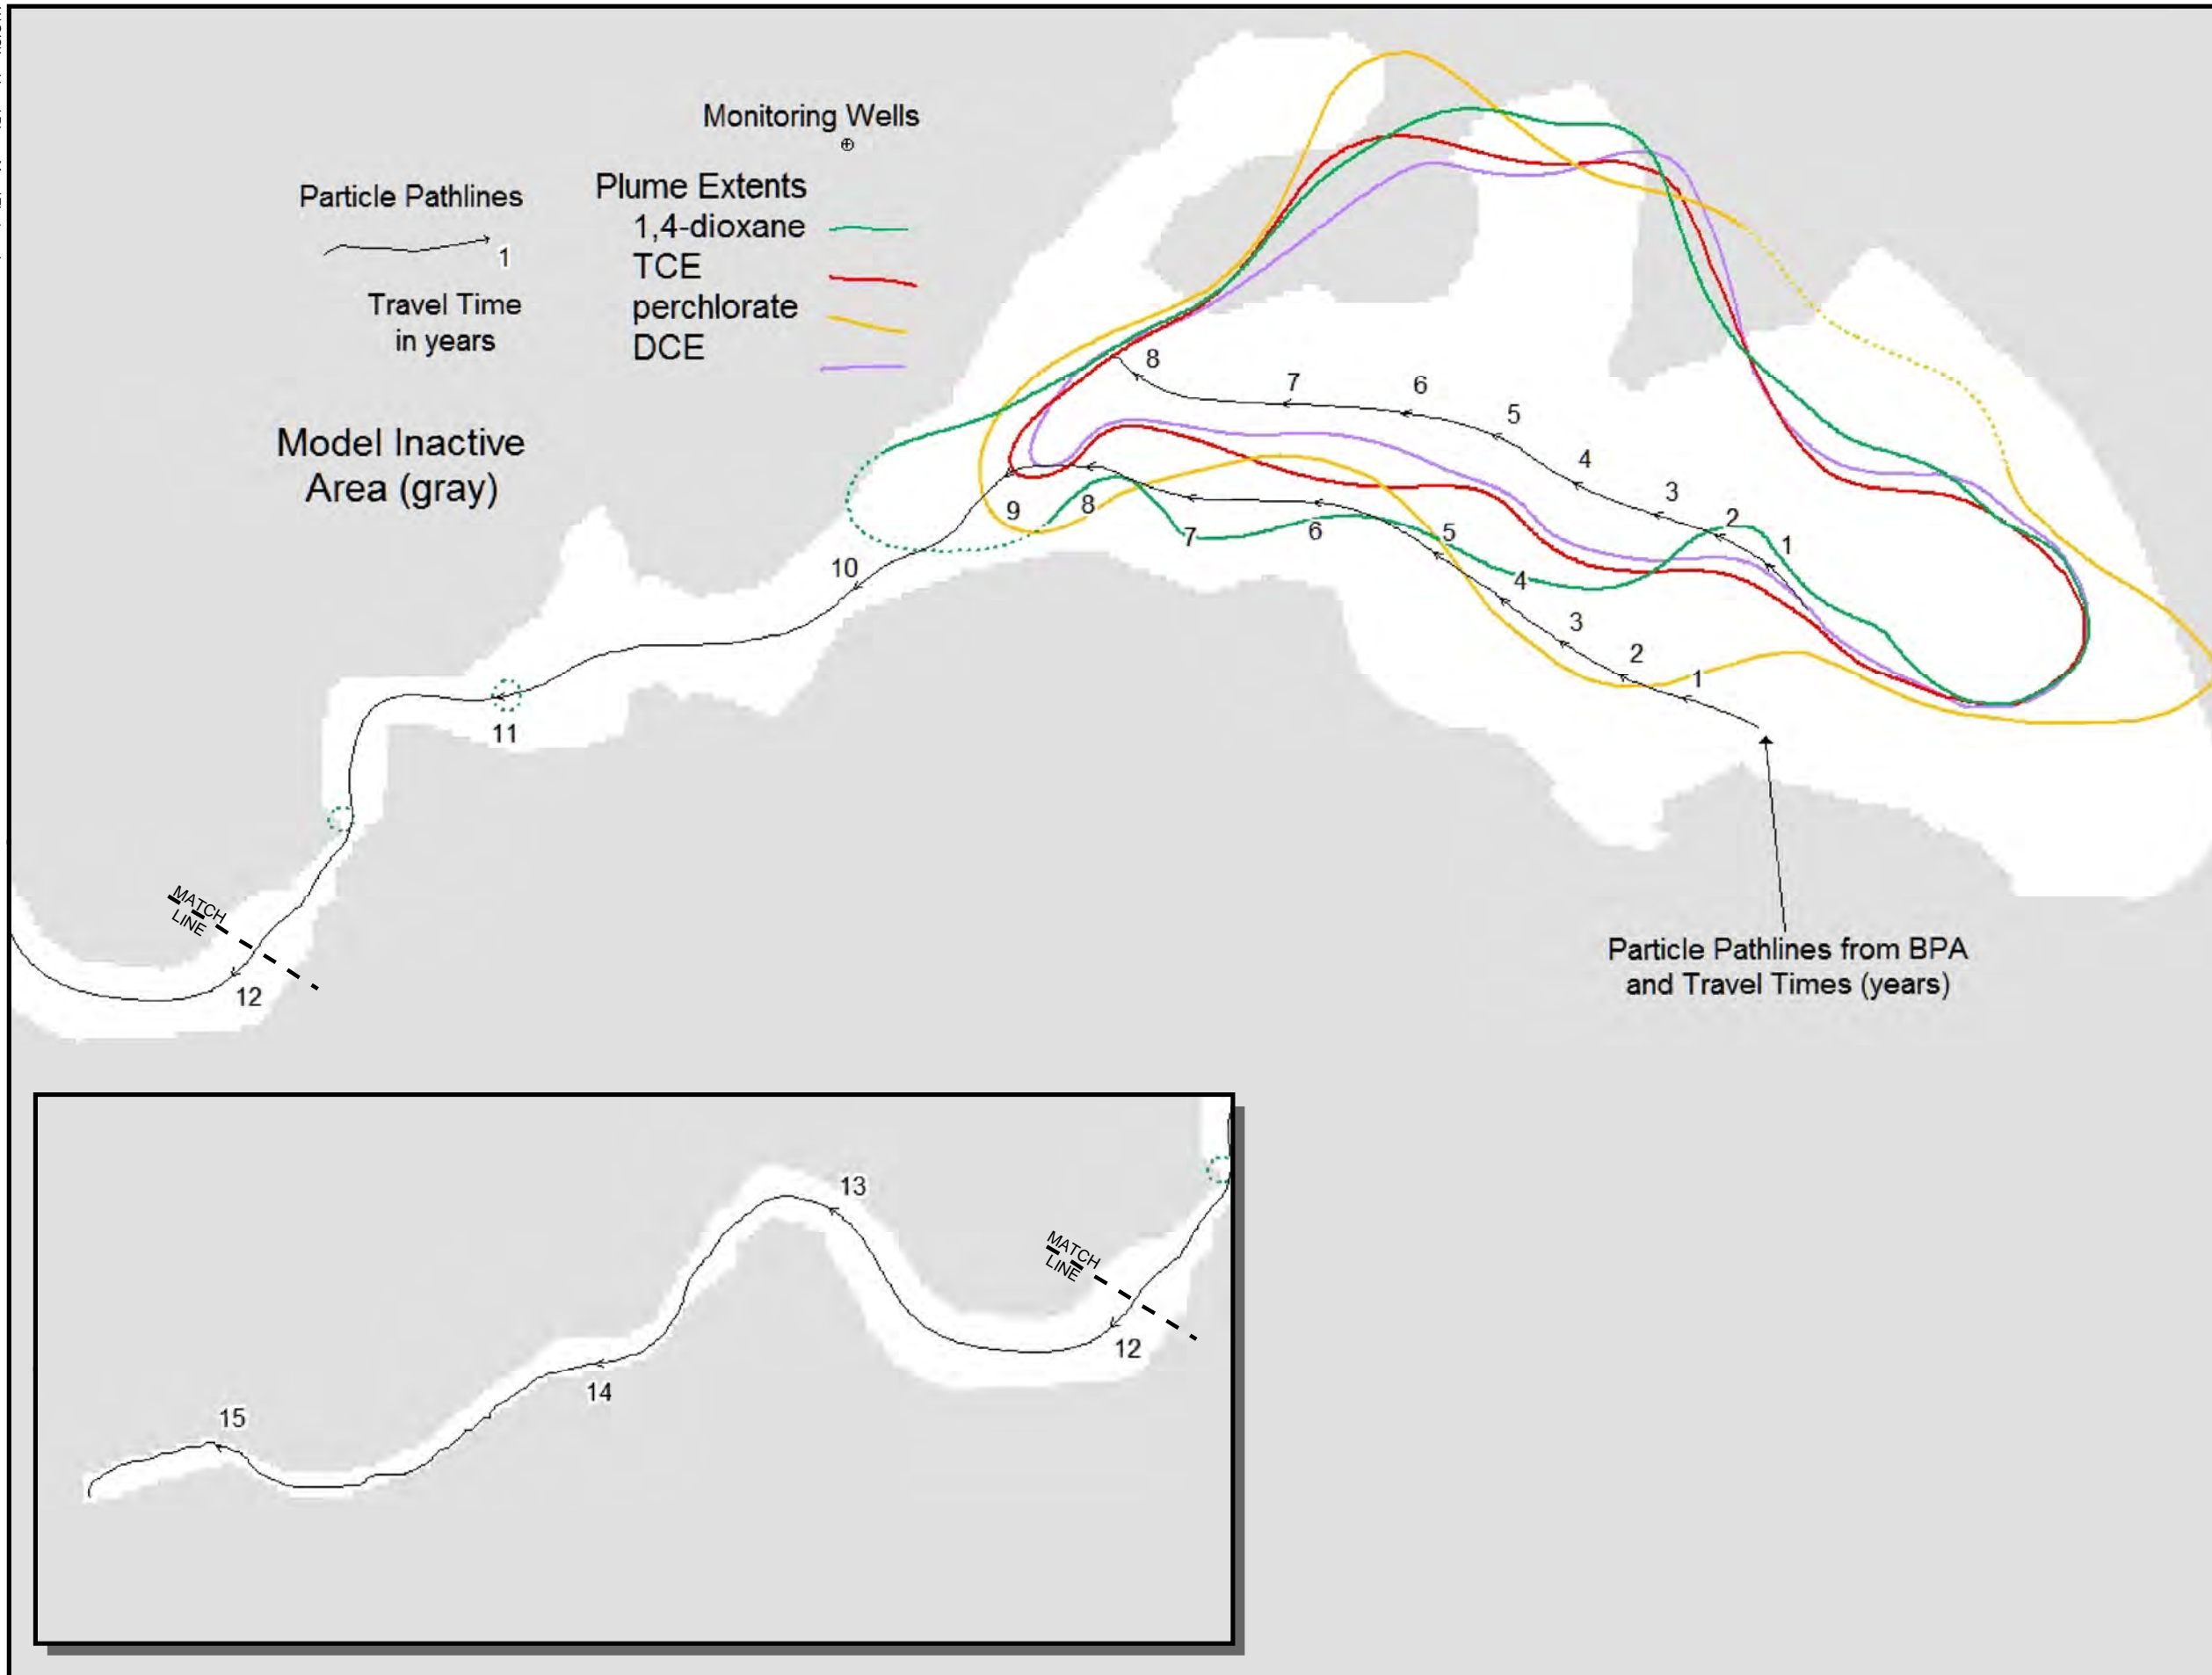 Monitoring Wells
Particle Pathlines
1
Travel Time
in years
Plume Extents
1,4-dioxane
TCE
perchlorate
DCE
Model Inactive
Area (gray)
8
7
6
5
4
3
2
1
9
8
7
6
5
4
3
2
1
10
11
MATCH
LINE
12
Particle Pathlines from BPA
and Travel Times (years)
13
MATCH
LINE
12
14
15